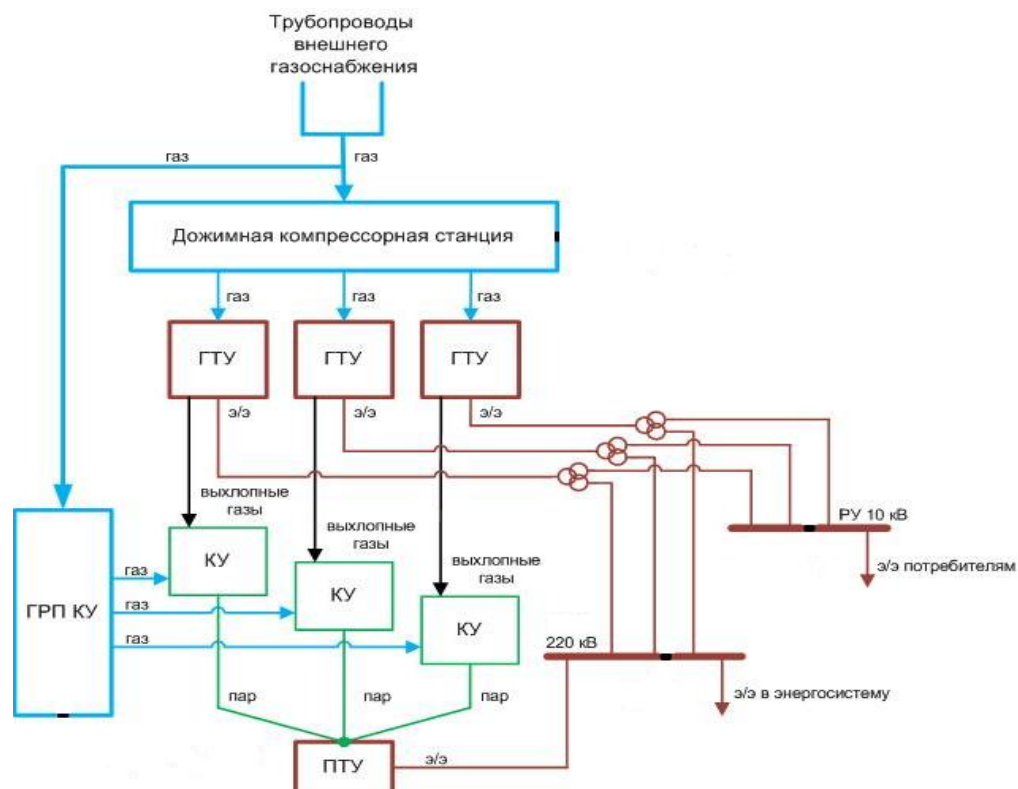 Трубопроводы
внешнего
газоснабжения
газ
газ
Дожимная компрессорная станция
газ
газ
газ
ГТУ
ГТУ
ГТУ
э/э
э/э
э/э
выхлопные
газы
выхлопные
газы
выхлопные
газы
РУ 10 кВ
э/э потребителям
КУ
КУ
КУ
ГРП КУ
газ
газ
газ
220 кВ
э/э в энергосистему
пар
пар
пар
ПТУ
э/э